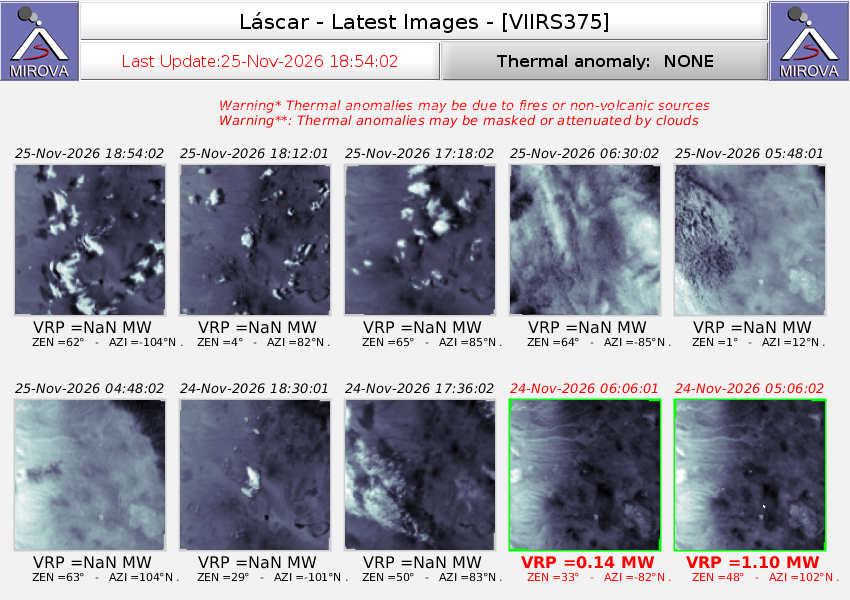 Láscar - Latest Images - [VIIRS375]
MIROVA
Last Update:25-Nov-2026 18:54:02
Thermal anomaly: NONE
MIROVA
Warning* Thermal anomalies may be due to fires or non-volcanic sources
Warning**: Thermal anomalies may be masked or attenuated by clouds
25-Nov-2026 18:54:02 25-Nov-2026 18:12:01 25-Nov-2026 17:18:02 25-Nov-2026 06:30:02 25-Nov-2026 05:48:01
VRP =NaN MW VRP =NaN MW VRP =NaN MW VRP =NaN MW VRP =NaN MW
ZEN =62° - AZI =-104°N . ZEN =4° - AZI =82°N . ZEN =65° - AZI =85°N . ZEN =64° - AZI =-85°N . ZEN =1° - AZI =12°N .
25-Nov-2026 04:48:02 24-Nov-2026 18:30:01 24-Nov-2026 17:36:02 24-Nov-2026 06:06:01 24-Nov-2026 05:06:02
VRP =NaN MW VRP =NaN MW VRP =NaN MW VRP =0.14 MW VRP =1.10 MW
ZEN =63° - AZI =104°N . ZEN =29° - AZI =-101°N . ZEN =50° - AZI =83°N . ZEN =33° - AZI =-82°N . ZEN =48° - AZI =102°N .